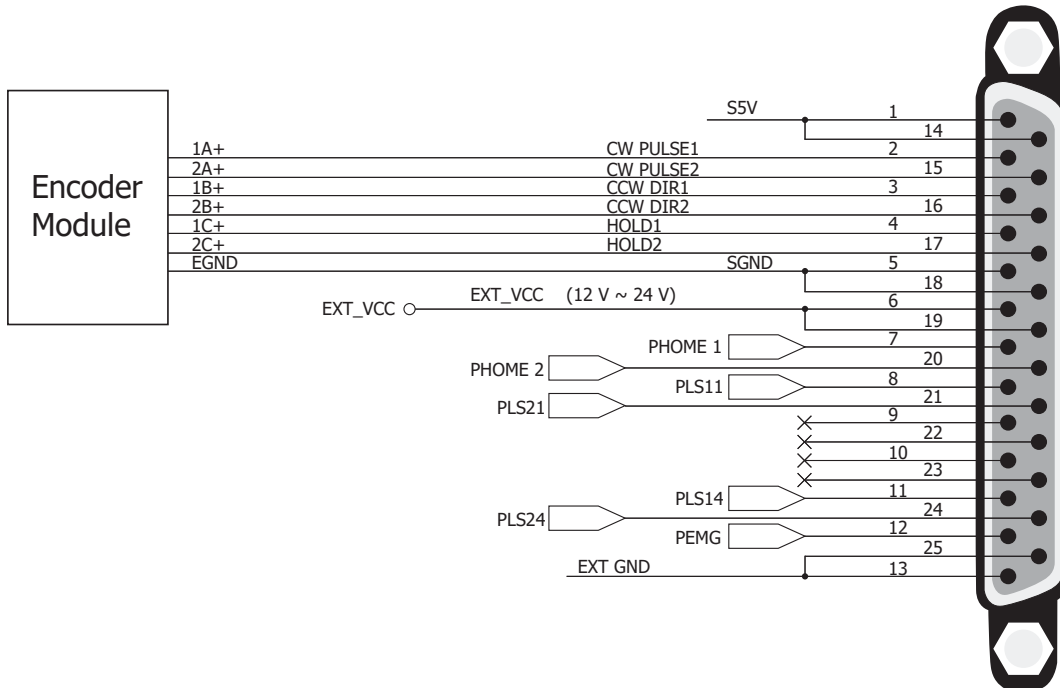 S5V 1
14
1A+ CW PULSE1 2
2A+ CW PULSE2 15
1B+ CCW DIR1 3
2B+ CCW DIR2 16
1C+ HOLD1 4
2C+ HOLD2 17
EGND SGND 5
Encoder
Module
18
EXT_VCC EXT_VCC (12 V ~ 24 V) 6
19
PHOME 1 7
PHOME 2 20
PLS11 8
PLS21 21
9
22
10
23
PLS14 11
PLS24 24
PEMG 12
25
EXT GND 13